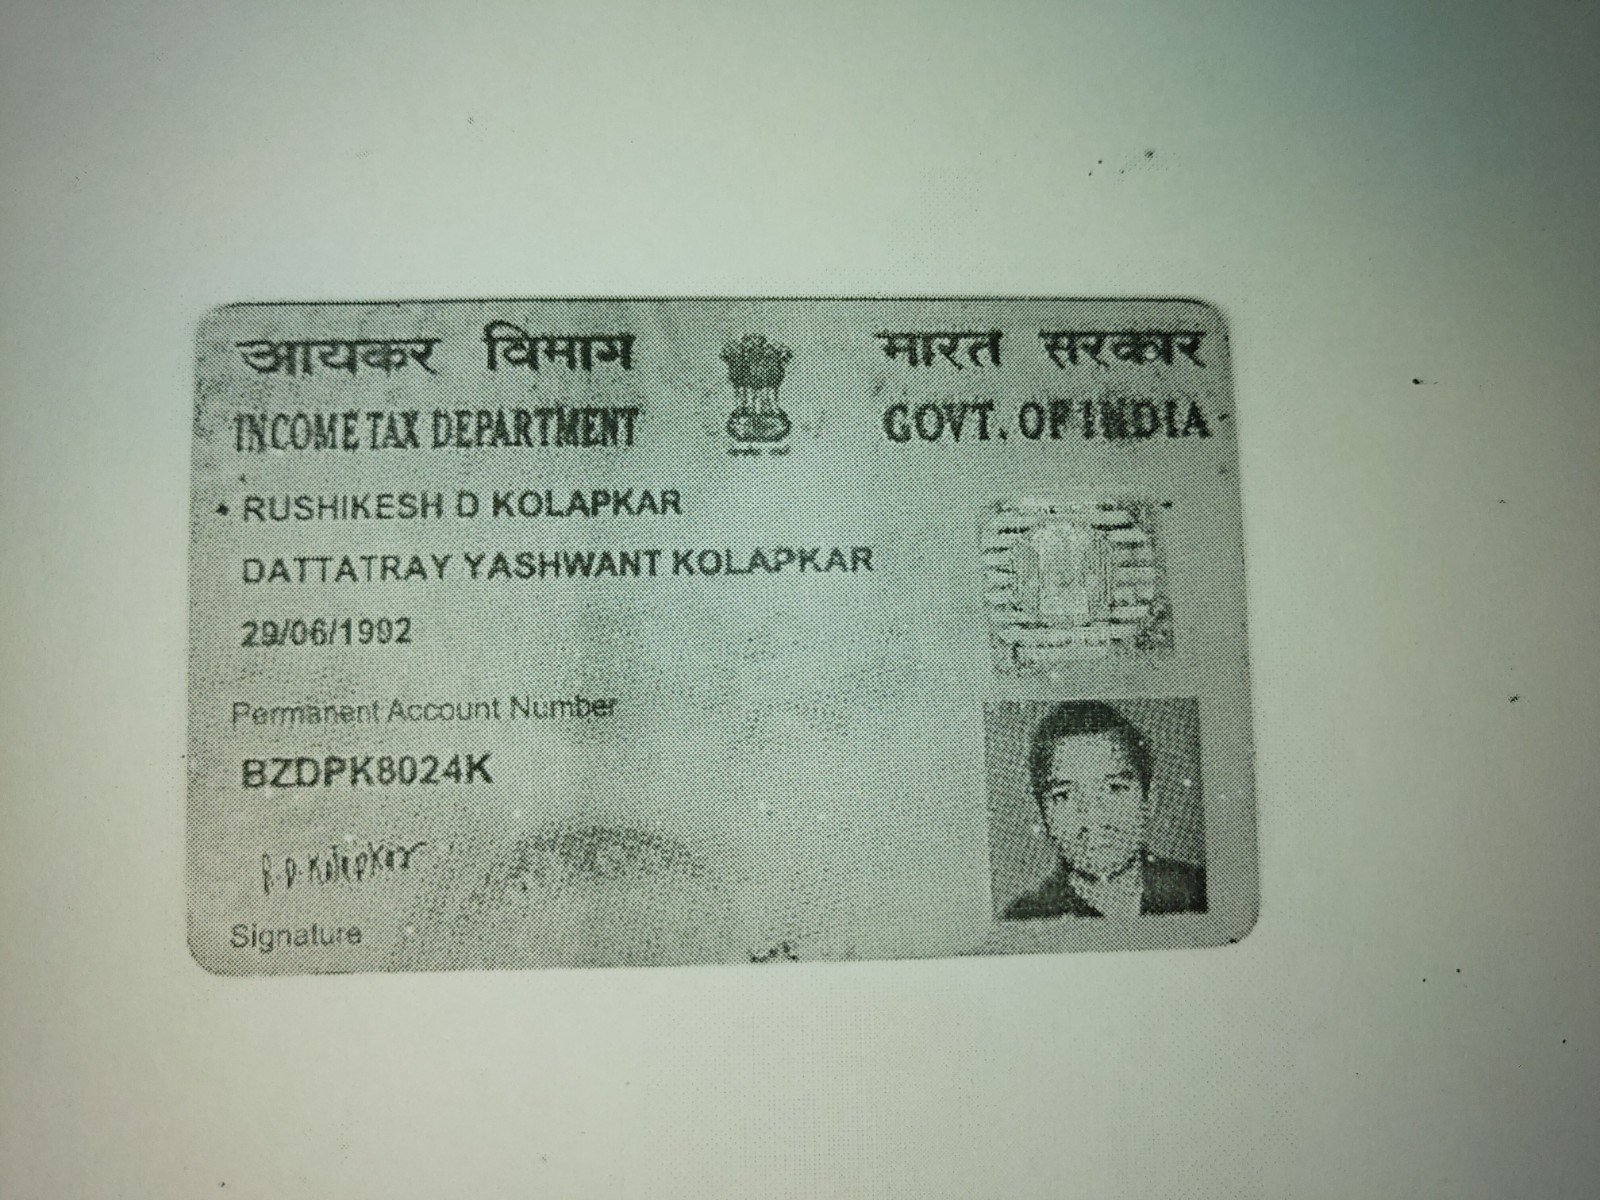 आयकर विभाग
INCOME TAX DEPARTMENT
भारत सरकार
GOVT. OF INDIA
RUSHIKESH D KOLAPKAR
DATTATRAY YASHWANT KOLAPKAR
29/06/1992
Permanent Account Number
BZDPK8024K
R.D.Kolapkar
Signature